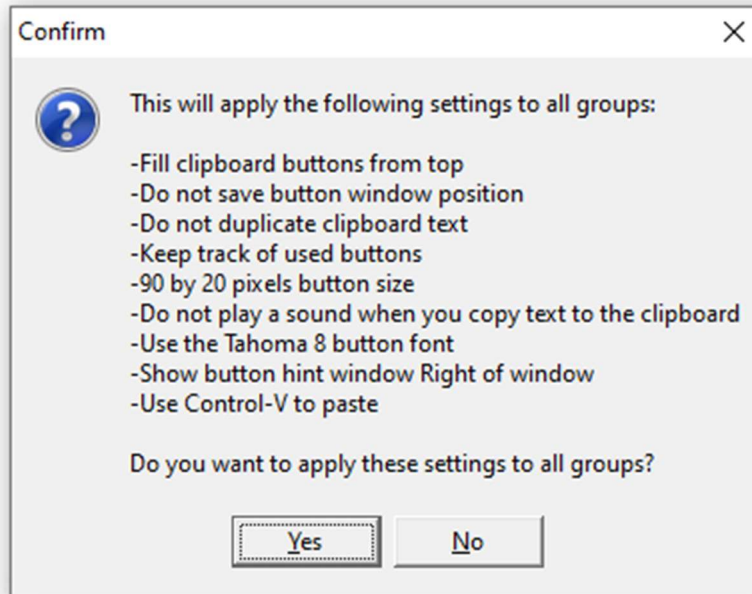 Confirm
This will apply the following settings to all groups:
-Fill clipboard buttons from top
-Do not save button window position
-Do not duplicate clipboard text
-Keep track of used buttons
-90 by 20 pixels button size
-Do not play a sound when you copy text to the clipboard
-Use the Tahoma 8 button font
-Show button hint window Right of window
-Use Control-V to paste
Do you want to apply these settings to all groups?
Yes No